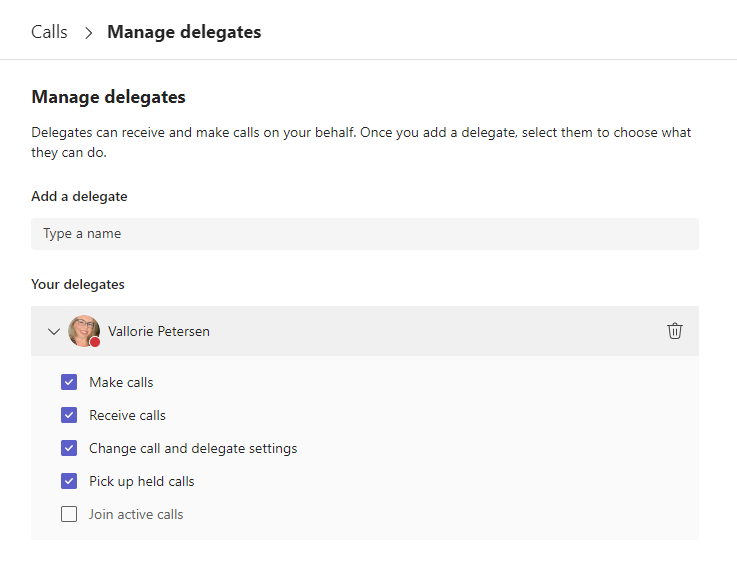 Calls > Manage delegates
Manage delegates
Delegates can receive and make calls on your behalf. Once you add a delegate, select them to choose what
they can do.
Add a delegate
Type a name
Your delegates
Vallorie Petersen
Make calls
Receive calls
Change call and delegate settings
Pick up held calls
Join active calls